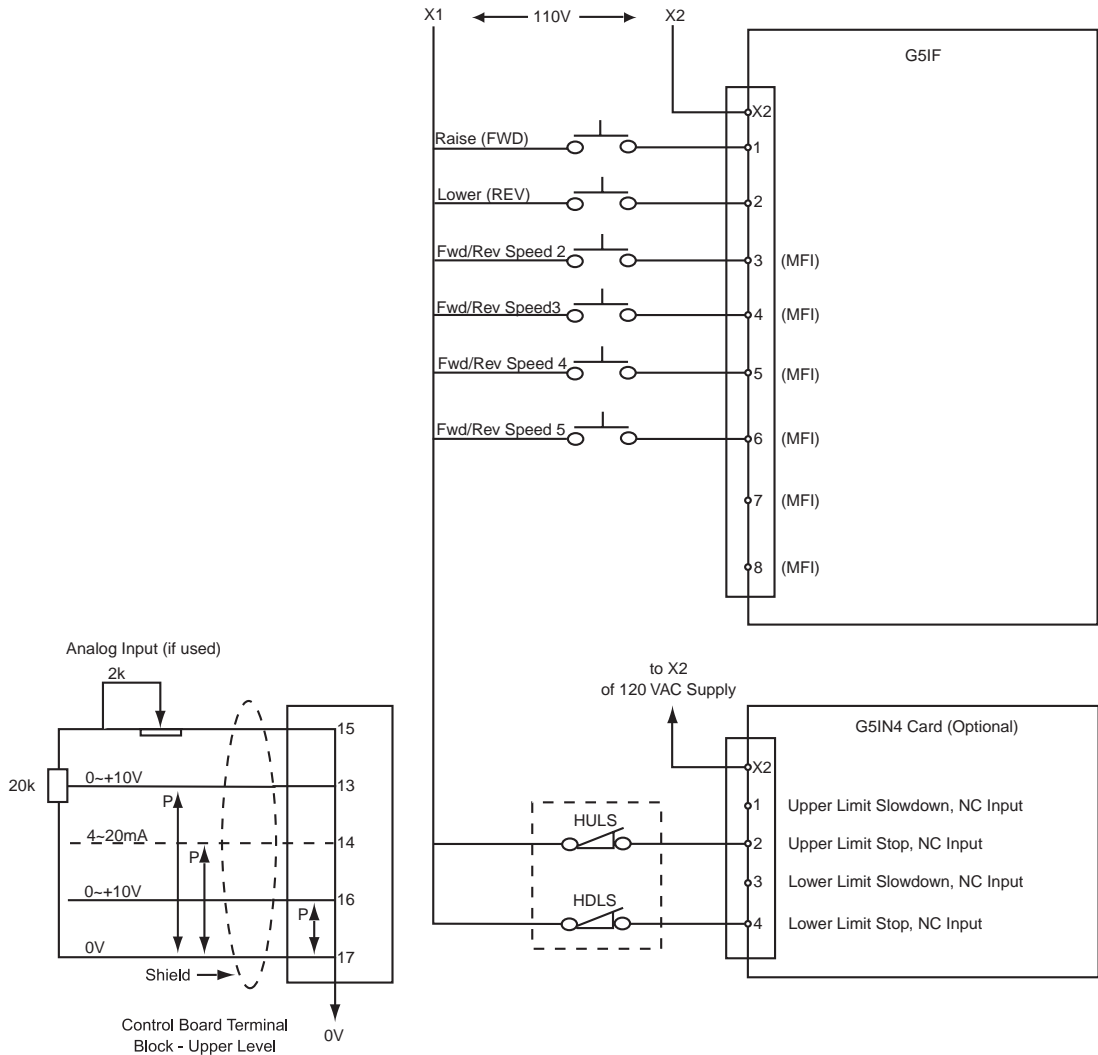 X1
110V
X2
G5IF
X2
Raise (FWD)
1
Lower (REV)
2
Fwd/Rev Speed 2
3 (MFI)
Fwd/Rev Speed3
4 (MFI)
Fwd/Rev Speed 4
5 (MFI)
Fwd/Rev Speed 5
6 (MFI)
7 (MFI)
8 (MFI)
Analog Input (if used)
2k
15
20k
0~+10V
P
13
4~20mA
P
14
0~+10V
P
16
0V
17
Shield
0V
Control Board Terminal
Block - Upper Level
to X2
of 120 VAC Supply
G5IN4 Card (Optional)
X2
1 Upper Limit Slowdown, NC Input
HULS
2 Upper Limit Stop, NC Input
3 Lower Limit Slowdown, NC Input
HDLS
4 Lower Limit Stop, NC Input